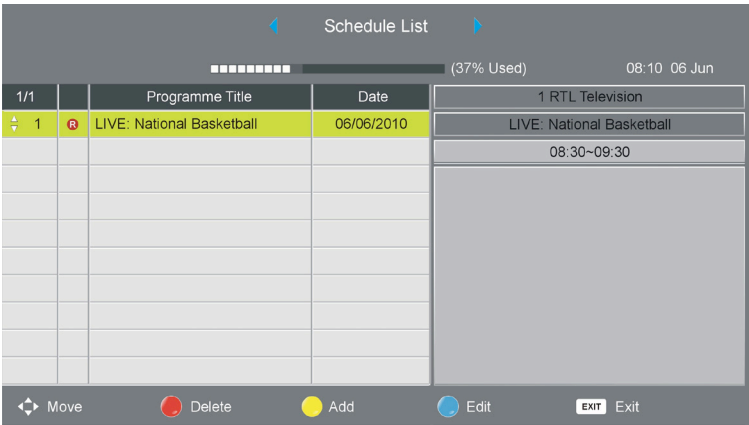 Schedule List
(37% Used) 08:10 06 Jun
1/1 Programme Title Date 1 RTL Television
1 R LIVE: National Basketball 06/06/2010 LIVE: National Basketball
08:30~09:30
Move Delete Add Edit EXIT Exit